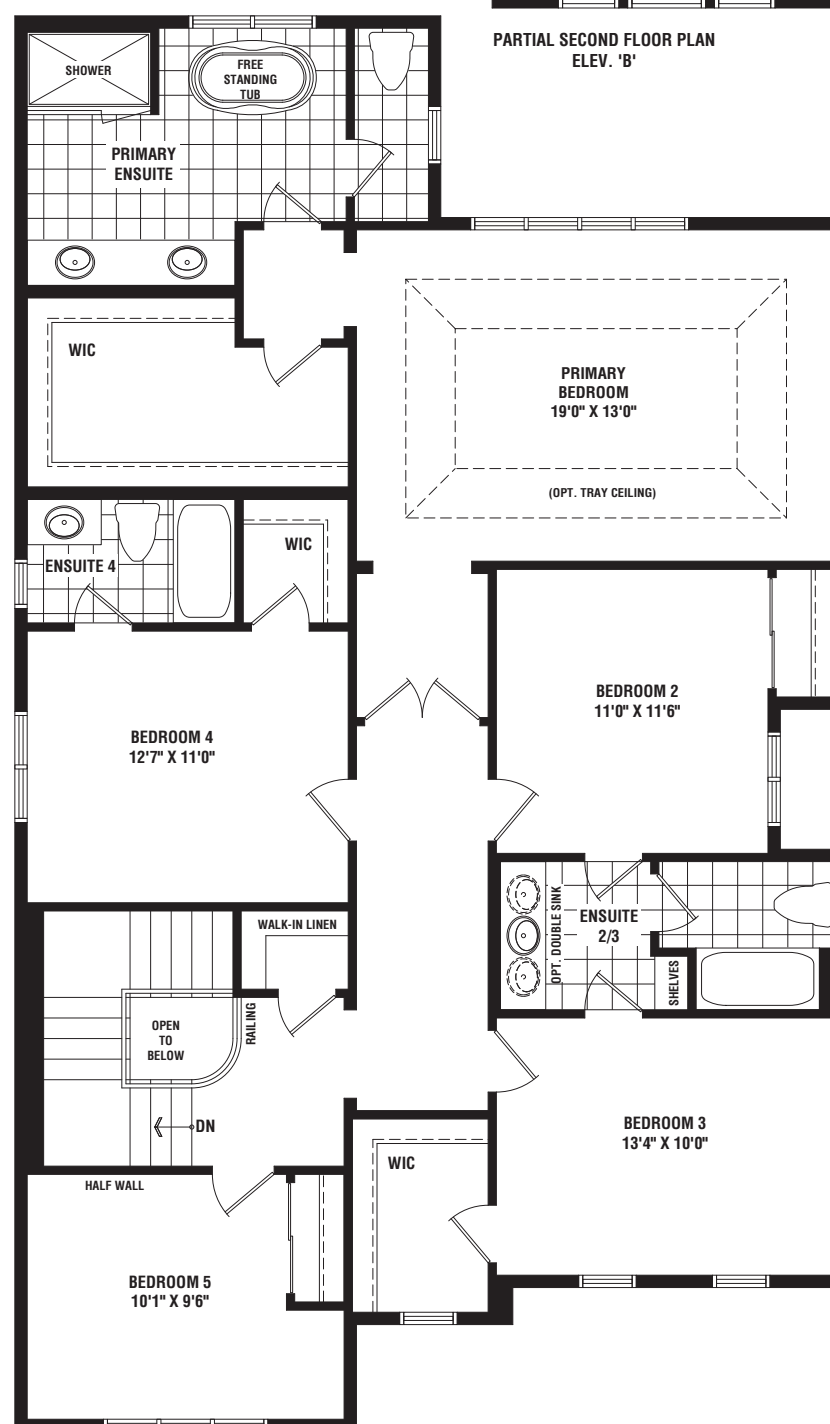 PARTIAL SECOND FLOOR PLAN
ELEV. 'B'
SHOWER
FREE
STANDING
TUB
PRIMARY
ENSUITE
WIC
PRIMARY
BEDROOM
19'0" X 13'0"
(OPT. TRAY CEILING)
ENSUITE 4
WIC
BEDROOM 2
11'0" X 11'6"
BEDROOM 4
12'7" X 11'0"
OPT. DOUBLE SINK
ENSUITE
2/3
SHELVES
WALK-IN LINEN
OPEN
TO
BELOW
RAILING
DN
BEDROOM 3
13'4" X 10'0"
WIC
HALF WALL
BEDROOM 5
10'1" X 9'6"